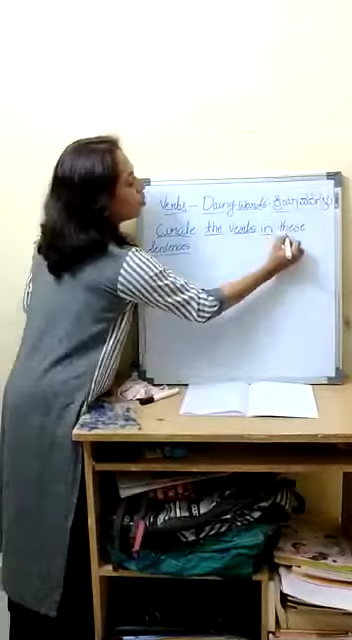 Verbs - Doing words -
Circle the verbs in these
Sentences